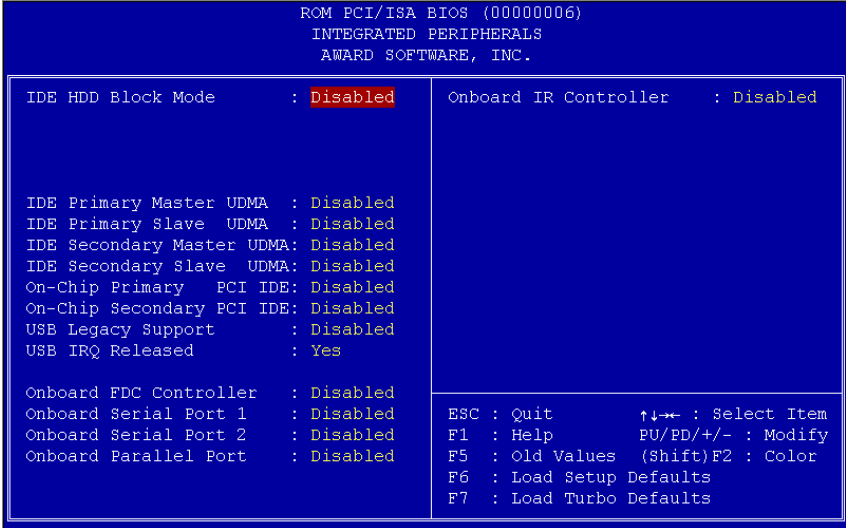 ROM PCI/ISA BIOS (00000006)
INTEGRATED PERIPHERALS
AWARD SOFTWARE, INC.
IDE HDD Block Mode : Disabled
IDE Primary Master UDMA : Disabled
IDE Primary Slave UDMA : Disabled
IDE Secondary Master UDMA: Disabled
IDE Secondary Slave UDMA: Disabled
On-Chip Primary PCI IDE: Disabled
On-Chip Secondary PCI IDE: Disabled
USB Legacy Support : Disabled
USB IRQ Released : Yes
Onboard FDC Controller : Disabled
Onboard Serial Port 1 : Disabled
Onboard Serial Port 2 : Disabled
Onboard Parallel Port : Disabled
Onboard IR Controller : Disabled
ESC : Quit ↑↓→← : Select Item
F1 : Help PU/PD/+/- : Modify
F5 : Old Values (Shift)F2 : Color
F6 : Load Setup Defaults
F7 : Load Turbo Defaults